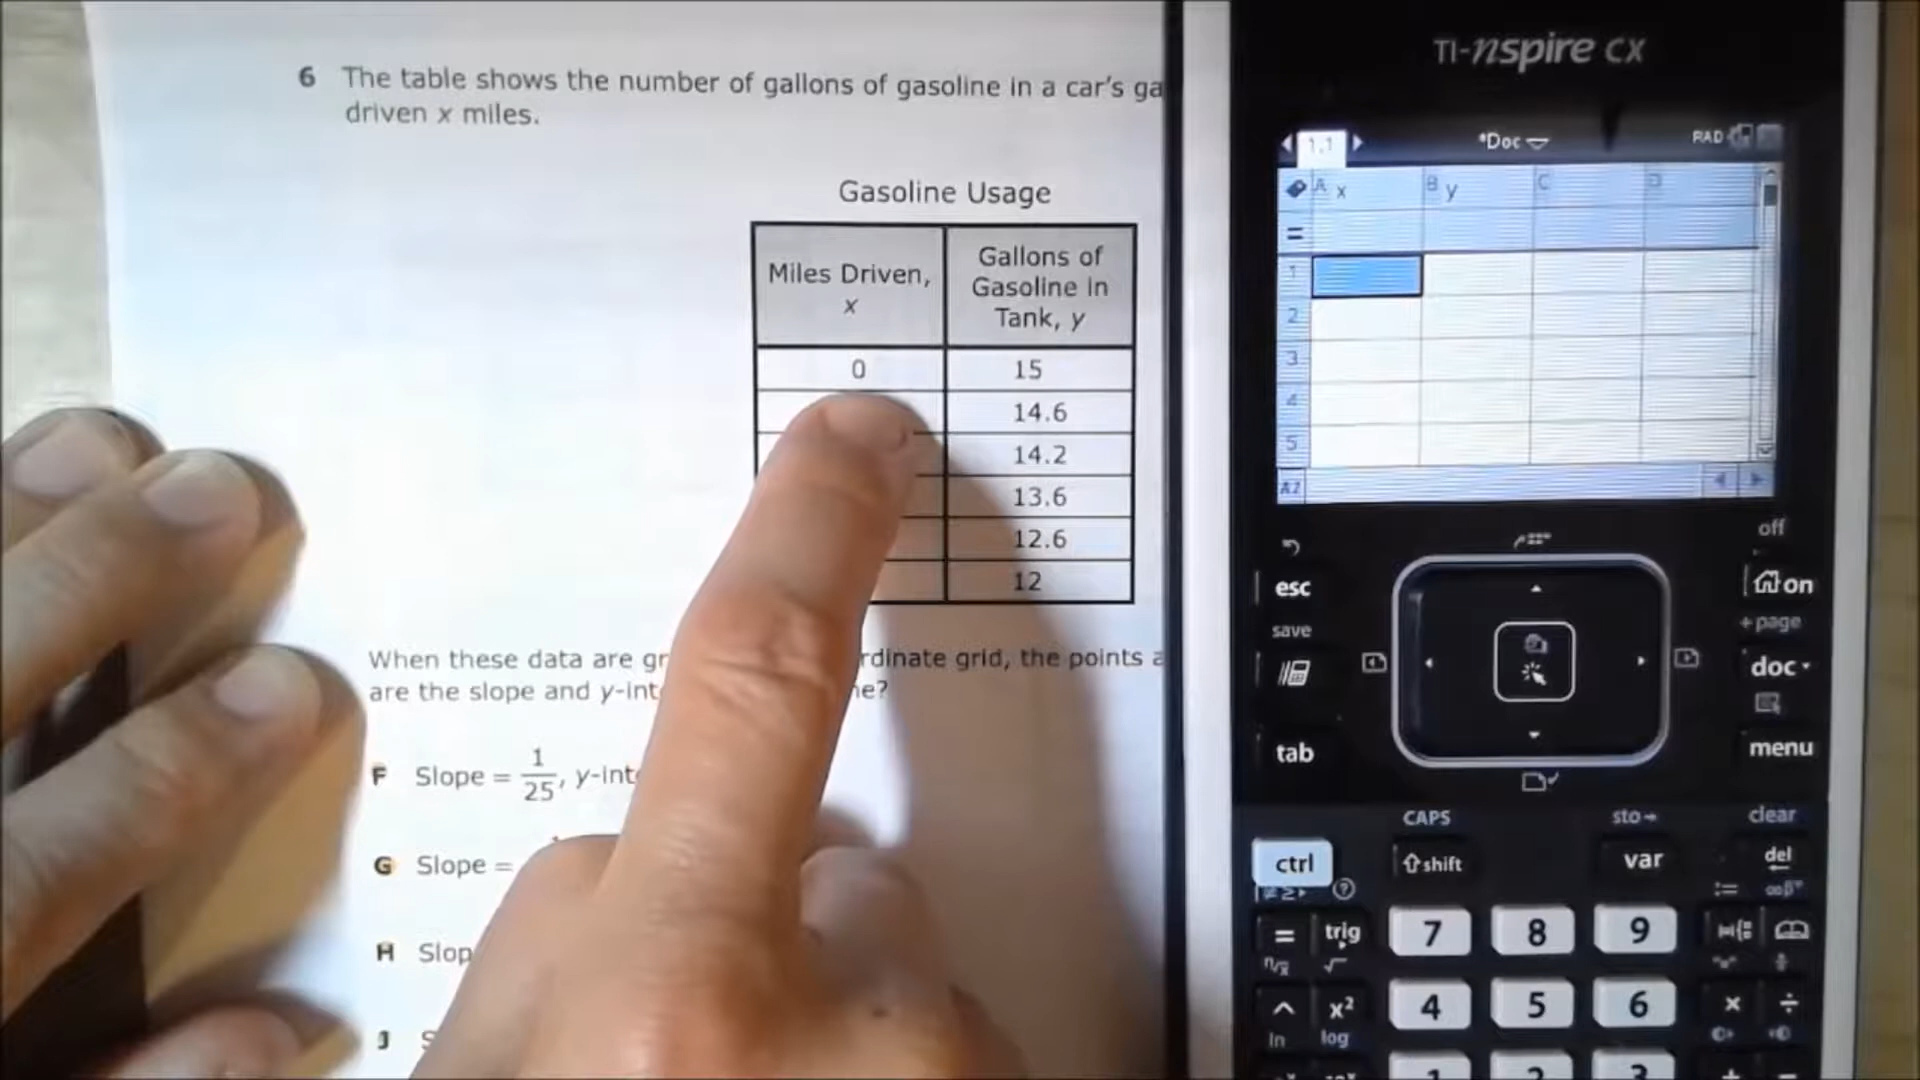 6 The table shows the number of gallons of gasoline in a car's ga
driven x miles.
Gasoline Usage
Miles Driven,
x
Gallons of
Gasoline in
Tank, y
0 15
14.6
14.2
13.6
12.6
12
When these data are gr rdinate grid, the points a
are the slope and y-int ne?
F Slope = 1/25, y-int
G Slope =
H Slop
J S
TI-nspire CX
1.1 *Doc RAD
A x B y C D
=
1
2
3
4
5
A1
off
esc on
save +page
doc
tab menu
CAPS sto→ clear
ctrl shift var del
= trig 7 8 9
^ x² 4 5 6 × ÷
ln log
1 2 3 + −